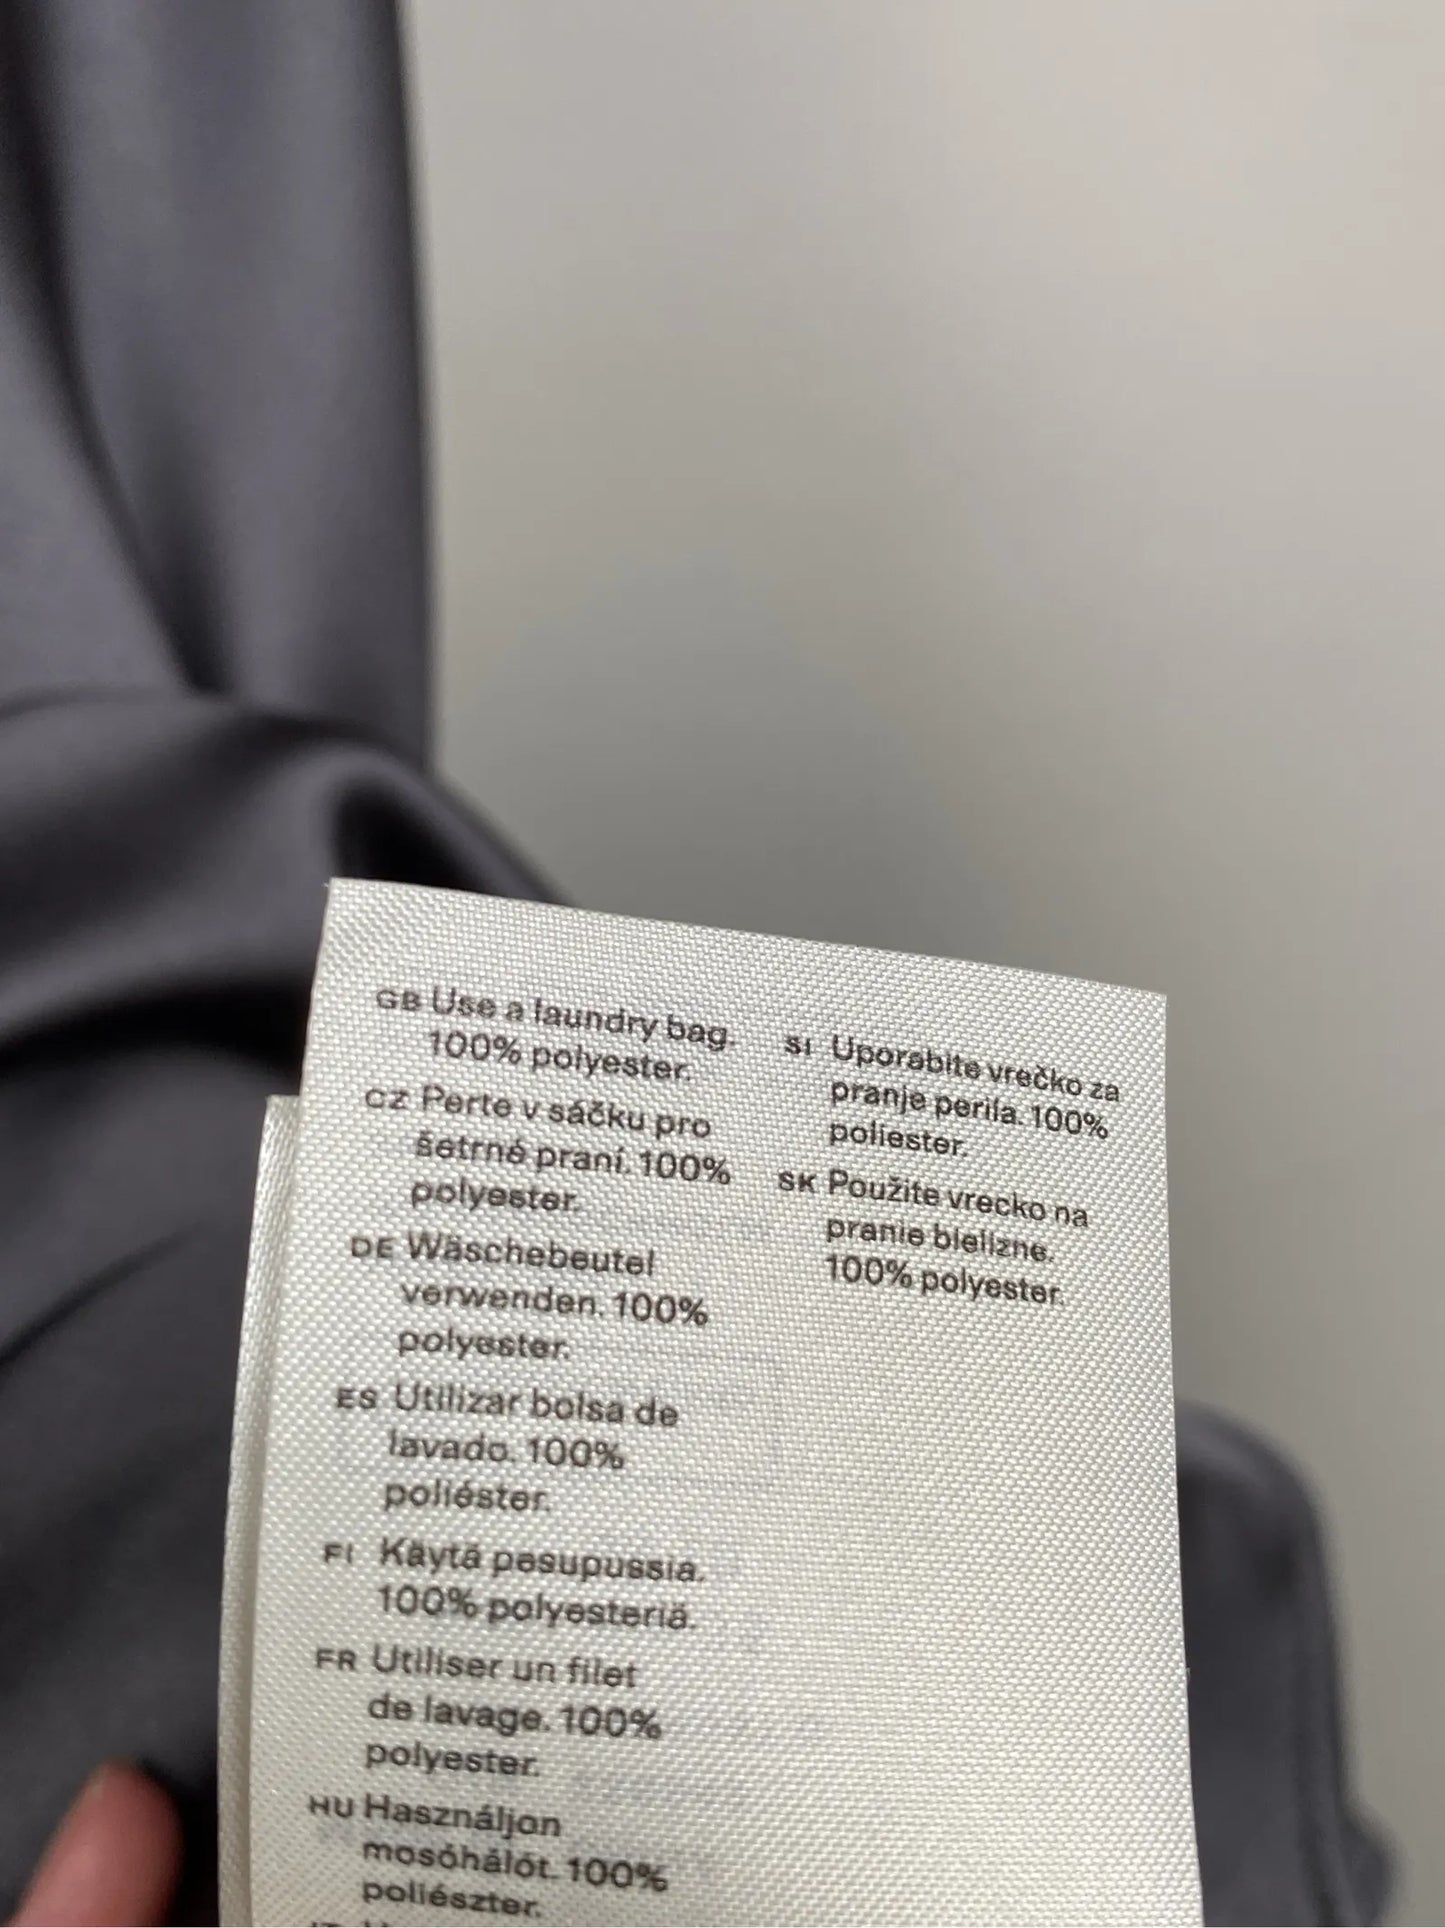 GB Use a laundry bag.
100% polyester.
CZ Perte v sáčku pro
šetrné praní. 100%
polyester.
DE Wäschebeutel
verwenden. 100%
polyester.
ES Utilizar bolsa de
lavado. 100%
poliéster.
FI Käytä pesupussia.
100% polyesteriä.
FR Utiliser un filet
de lavage. 100%
polyester.
HU Használjon
mosóhálót. 100%
poliészter.
SI Uporabite vrečko za
pranje perila. 100%
poliester.
SK Použite vrecko na
pranie bielizne.
100% polyester.